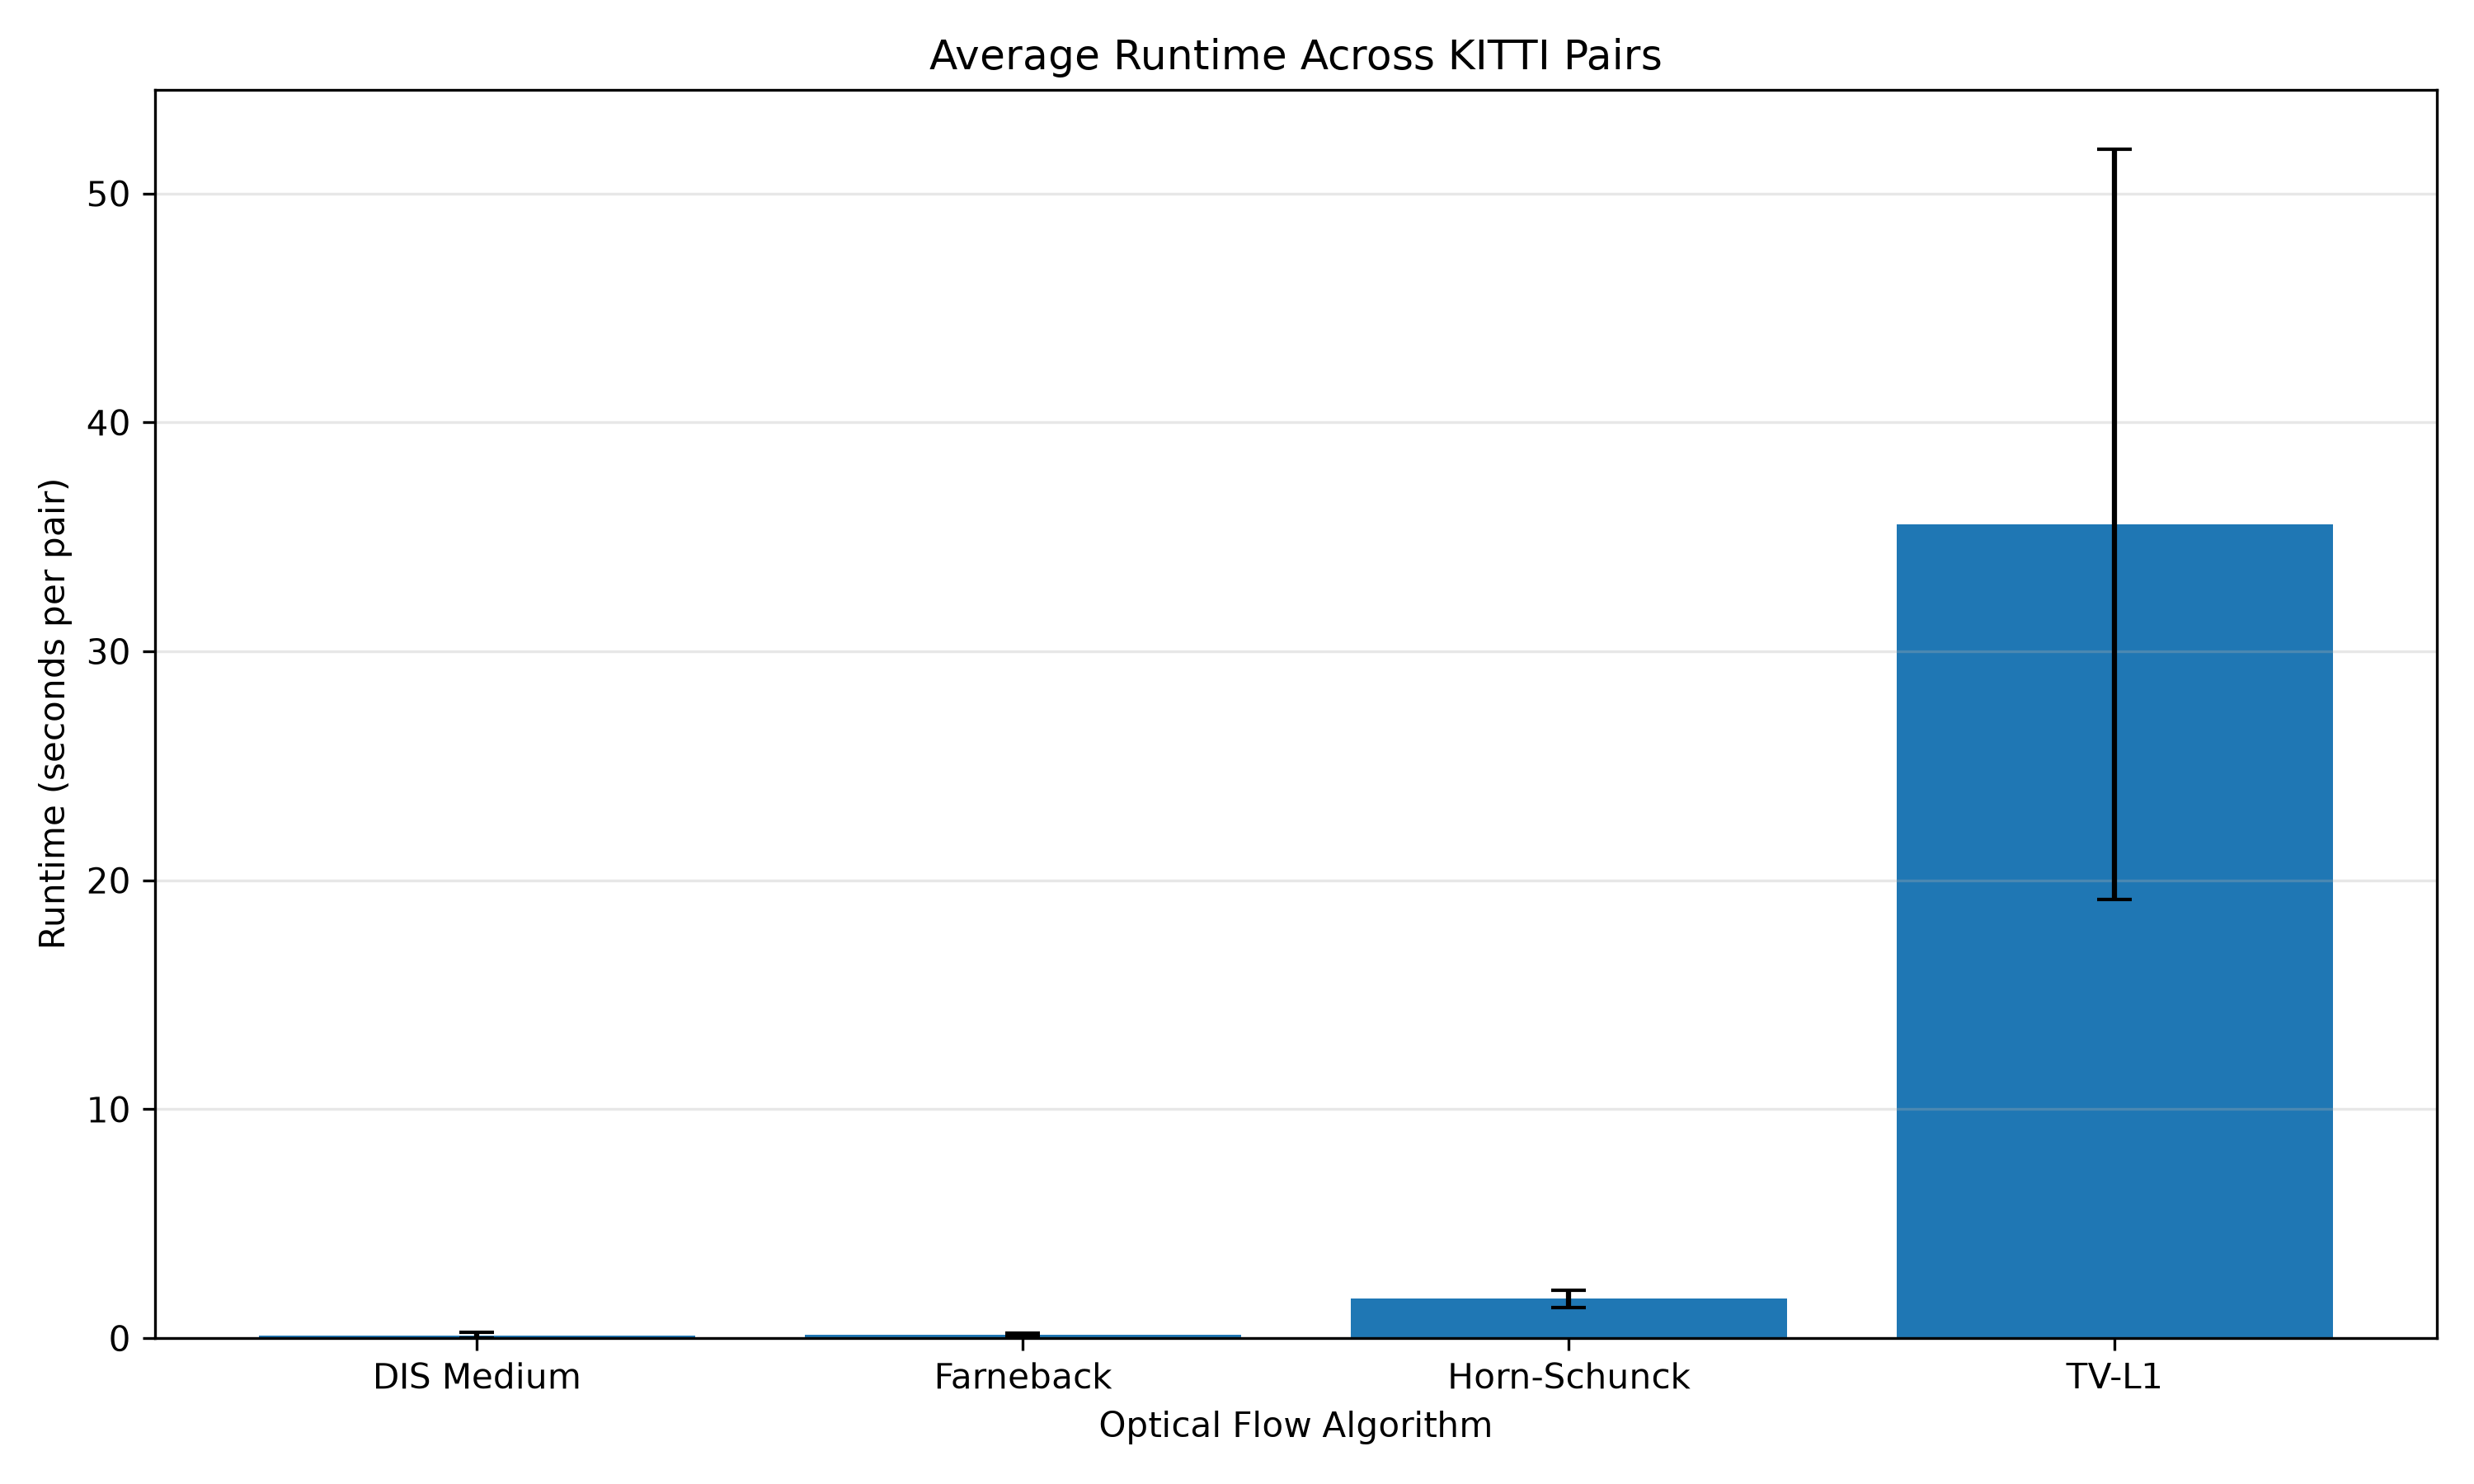 Average Runtime Across KITTI Pairs
Runtime (seconds per pair)
50
40
30
20
10
0
DIS Medium
Farneback
Horn-Schunck
TV-L1
Optical Flow Algorithm